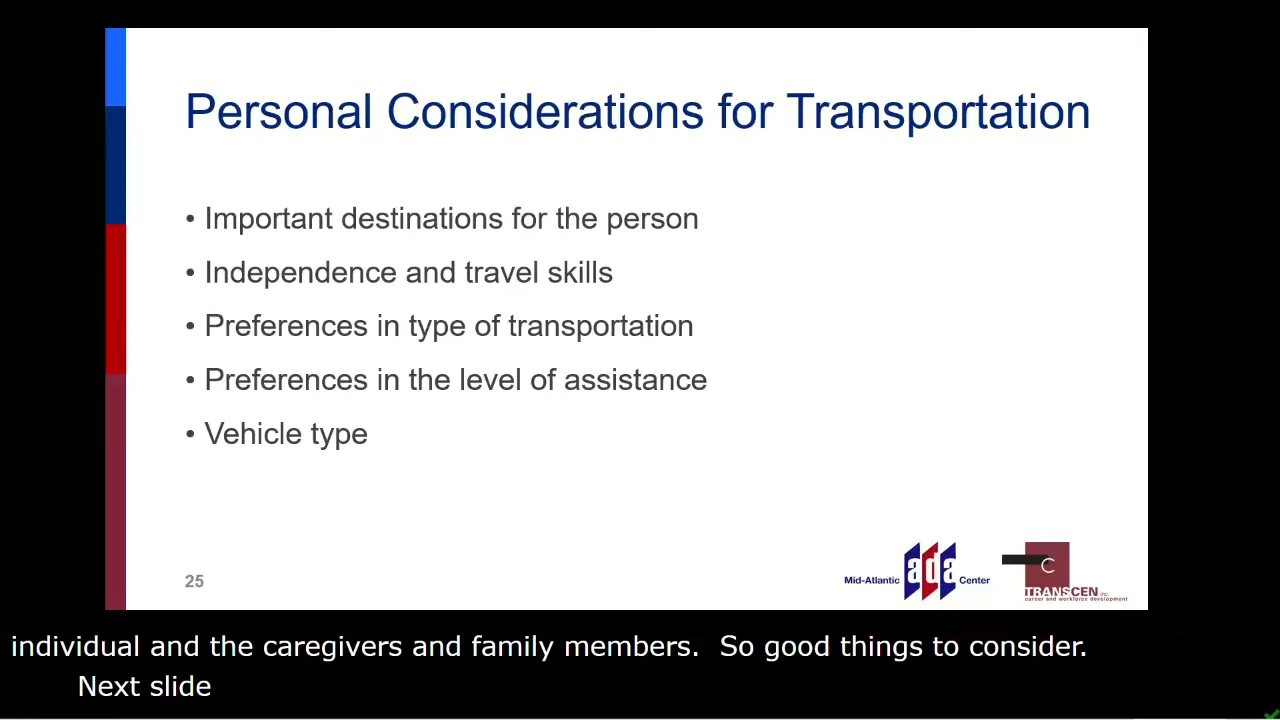 Personal Considerations for Transportation
• Important destinations for the person
• Independence and travel skills
• Preferences in type of transportation
• Preferences in the level of assistance
• Vehicle type
25
Mid-Atlantic ada Center
C
TRANSCEN inc.
career and workforce development
individual and the caregivers and family members.  So good things to consider.
Next slide